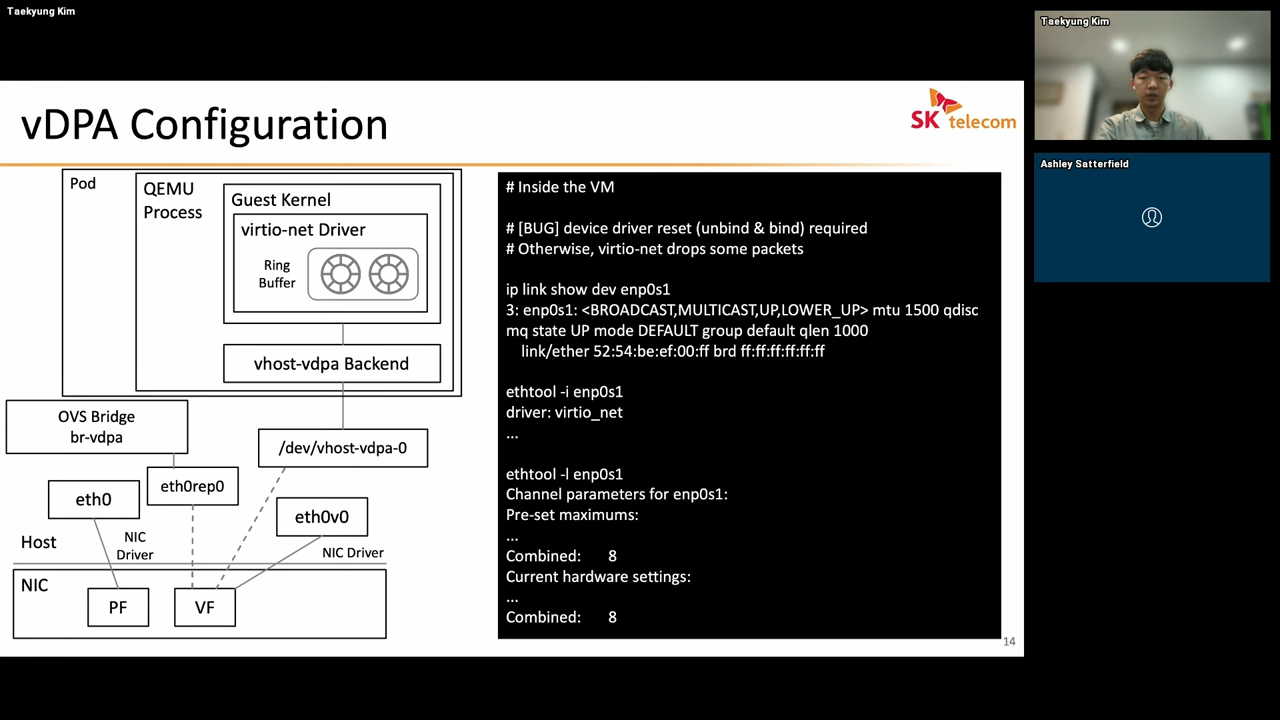 Taekyung Kim
Taekyung Kim
Ashley Satterfield
vDPA Configuration
SK telecom
Pod
QEMU
Process
Guest Kernel
virtio-net Driver
Ring
Buffer
vhost-vdpa Backend
OVS Bridge
br-vdpa
/dev/vhost-vdpa-0
eth0rep0
eth0
eth0v0
Host
NIC
Driver
NIC Driver
NIC
PF
VF
# Inside the VM
# [BUG] device driver reset (unbind & bind) required
# Otherwise, virtio-net drops some packets
ip link show dev enp0s1
3: enp0s1: <BROADCAST,MULTICAST,UP,LOWER_UP> mtu 1500 qdisc
mq state UP mode DEFAULT group default qlen 1000
link/ether 52:54:be:ef:00:ff brd ff:ff:ff:ff:ff:ff
ethtool -i enp0s1
driver: virtio_net
...
ethtool -l enp0s1
Channel parameters for enp0s1:
Pre-set maximums:
...
Combined: 8
Current hardware settings:
...
Combined: 8
14